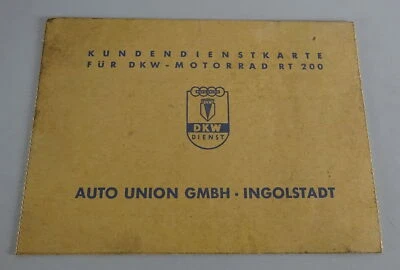 KUNDENDIENSTKARTE
FÜR DKW-MOTORRAD RT 200
DKW
DIENST
AUTO UNION GMBH · INGOLSTADT